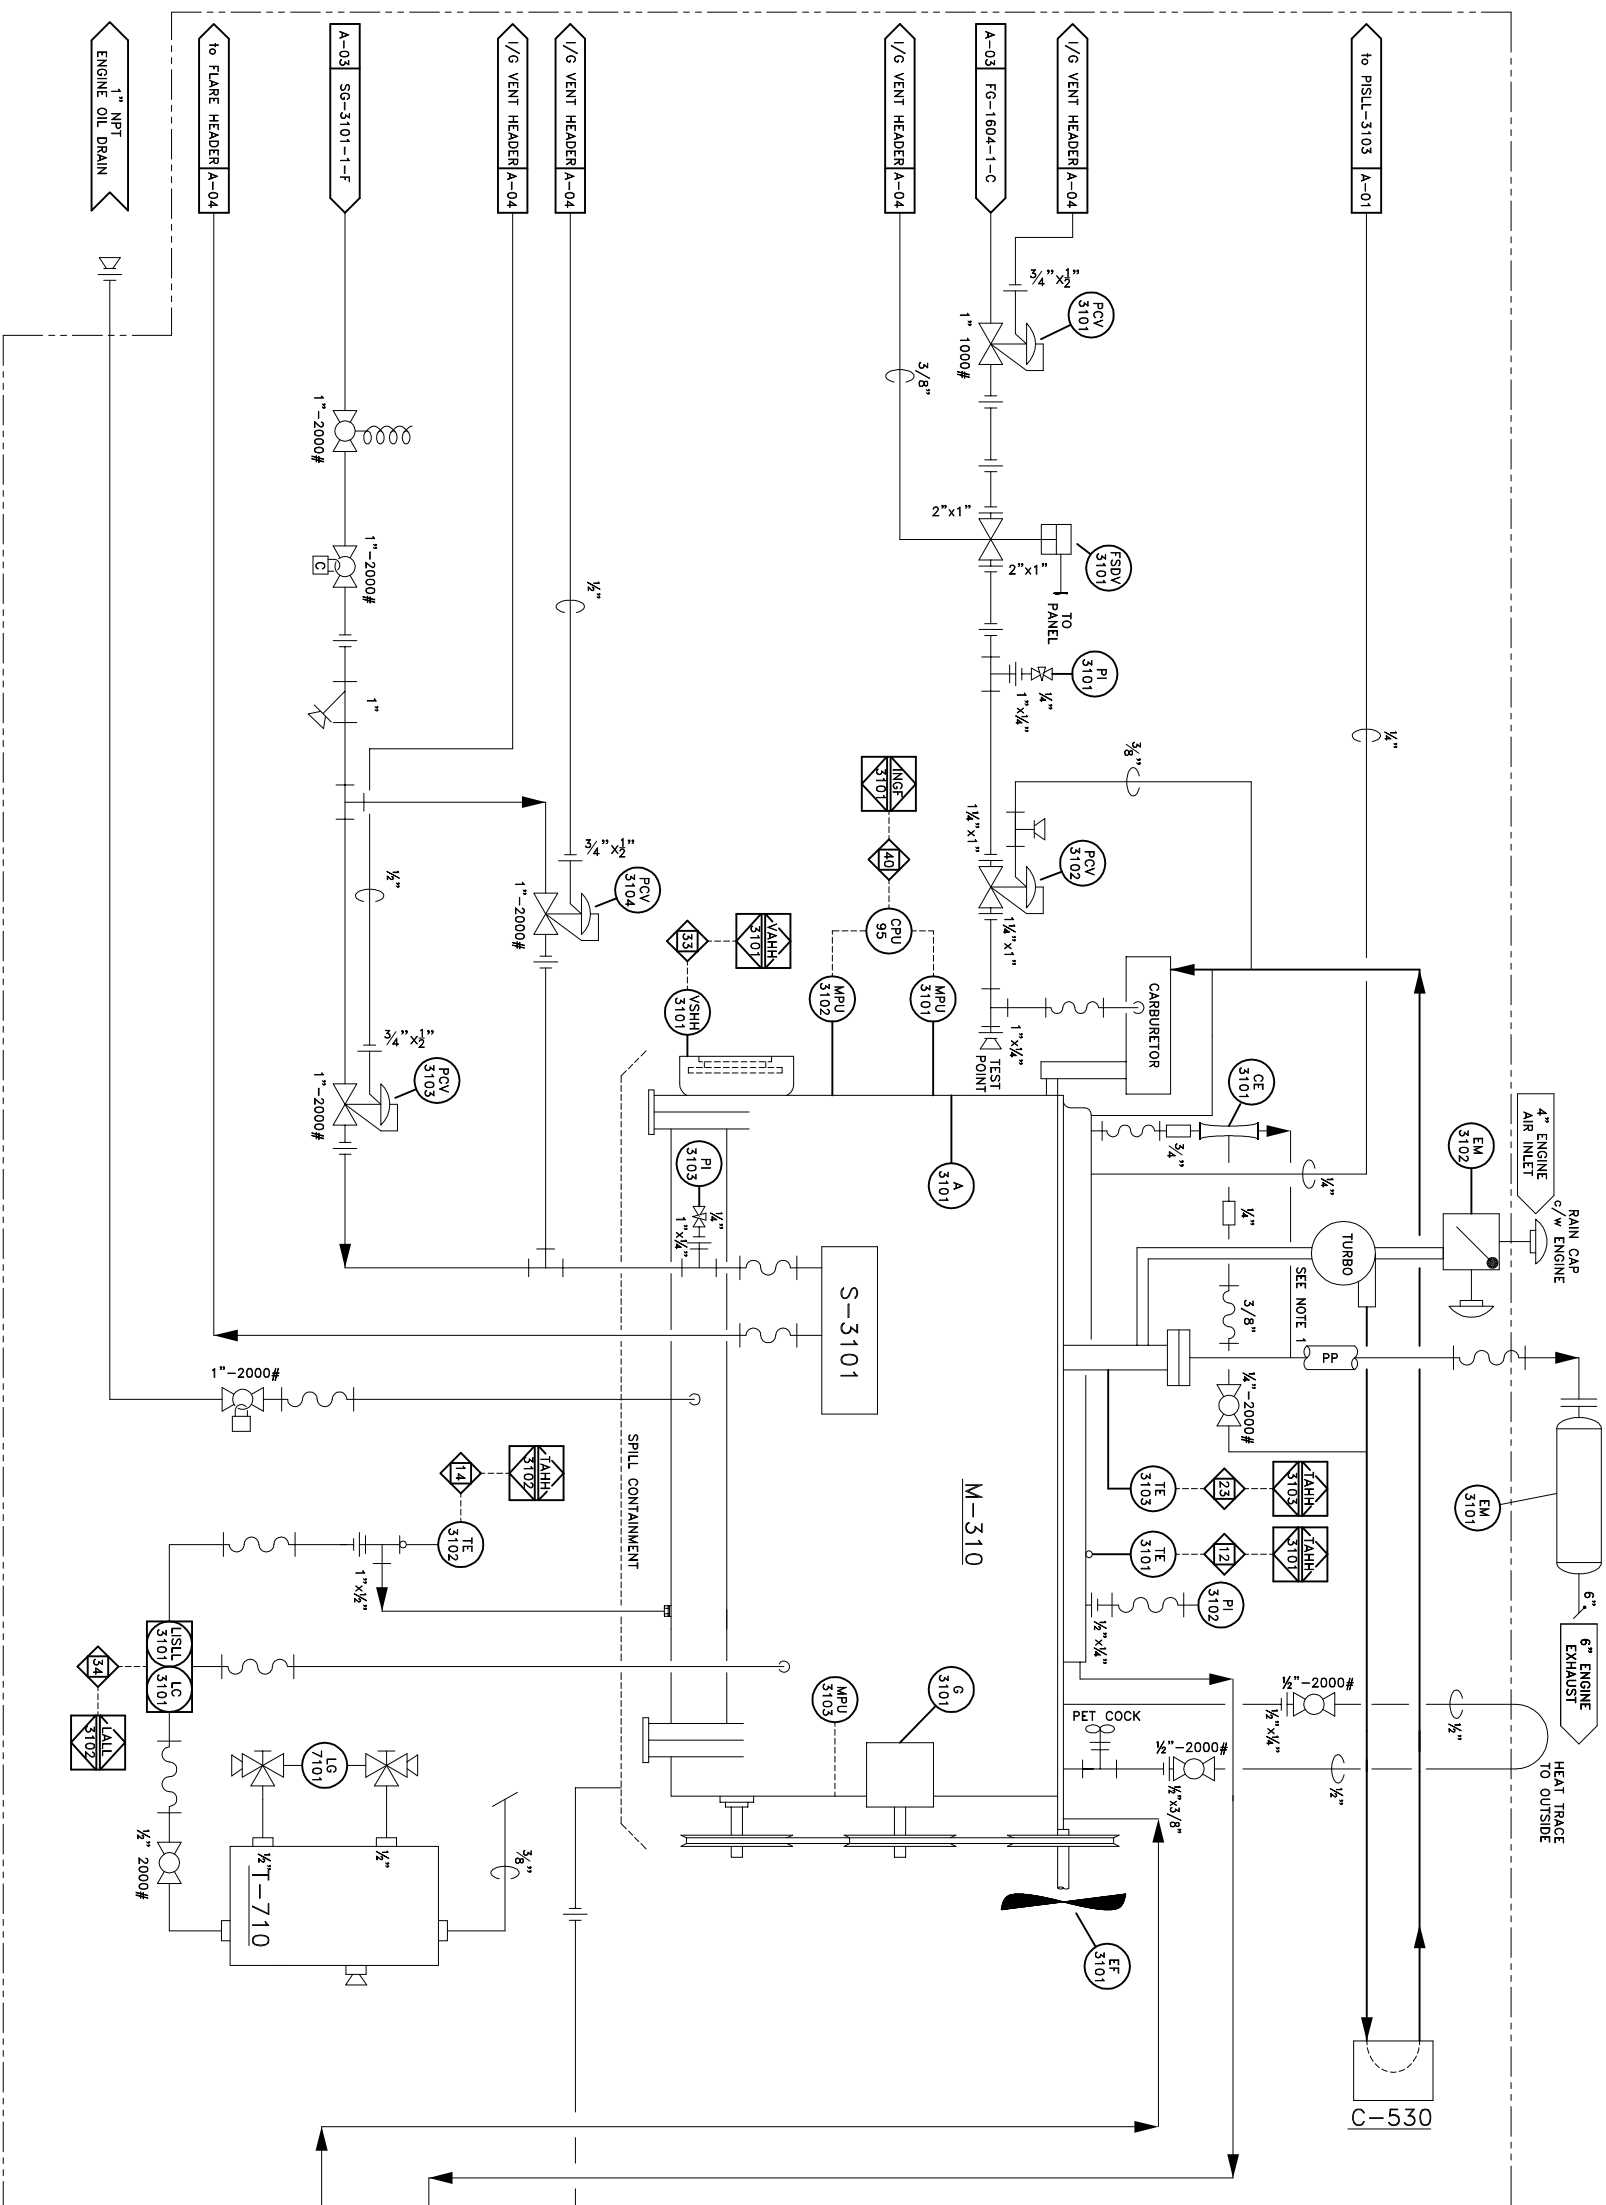 to PISLL-3103 A-01
I/G VENT HEADER A-04
A-03 FG-1604-1-C
I/G VENT HEADER A-04
I/G VENT HEADER A-04
I/G VENT HEADER A-04
A-03 SG-3101-1-F
to FLARE HEADER A-04
1" NPT
ENGINE OIL DRAIN
¾"x½"
PCV
3101
1" 1000#
3/8"
2"x1"
FSDV
3101
2"x1"
TO
PANEL
PI
3101
¼"
1"x¼"
¼"
3/8"
INGF
3101
40
CPU
95
1¼"x1"
PCV
3102
1¼"x1"
MPU
3101
MPU
3102
1"x¼"
TEST
POINT
CARBURETOR
1"-2000#
1"-2000#
C
½"
1"
½"
¾"x½"
PCV
3104
1"-2000#
¾"x½"
PCV
3103
1"-2000#
VAHH
3101
33
VSHH
3101
PI
3103
¼"
1"x¼"
A
3101
CE
3101
¾"
¼"
¼"
EM
3102
4" ENGINE
AIR INLET
RAIN CAP
c/w ENGINE
TURBO
SEE NOTE 1
3/8"
PP
¼"-2000#
S-3101
1"-2000#
SPILL CONTAINMENT
M-310
TAHH
3103
23
TE
3103
TAHH
3101
12
TE
3101
PI
3102
½"x¼"
EM
3101
6"
6" ENGINE
EXHAUST
TAHH
3102
14
TE
3102
1"x½"
LISLL
3101
LC
3101
34
LALL
3102
MPU
3103
G
3101
PET COCK
½"-2000#
½"x¼"
½"
½"-2000#
½"x3/8"
½"
HEAT TRACE
TO OUTSIDE
LG
7101
½"
2000#
½"
½"
T-710
3/8"
EF
3101
C-530